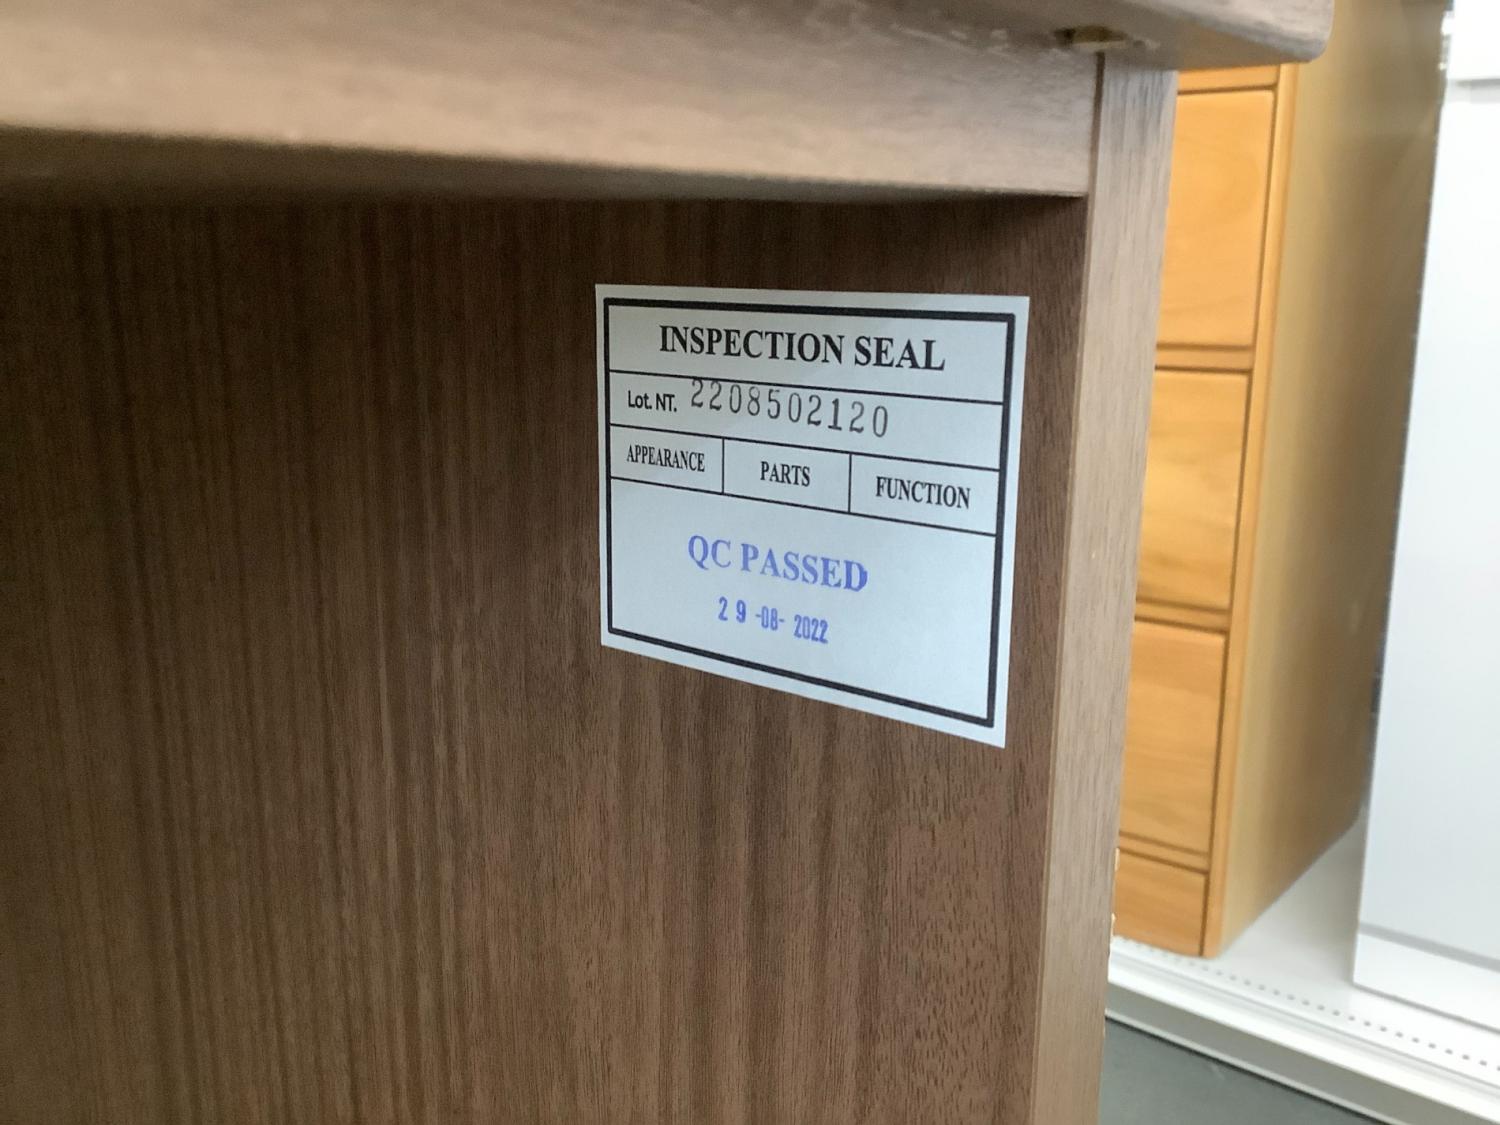 INSPECTION SEAL
Lot. NT. 2208502120
APPEARANCE PARTS FUNCTION
QC PASSED
29-08-2022